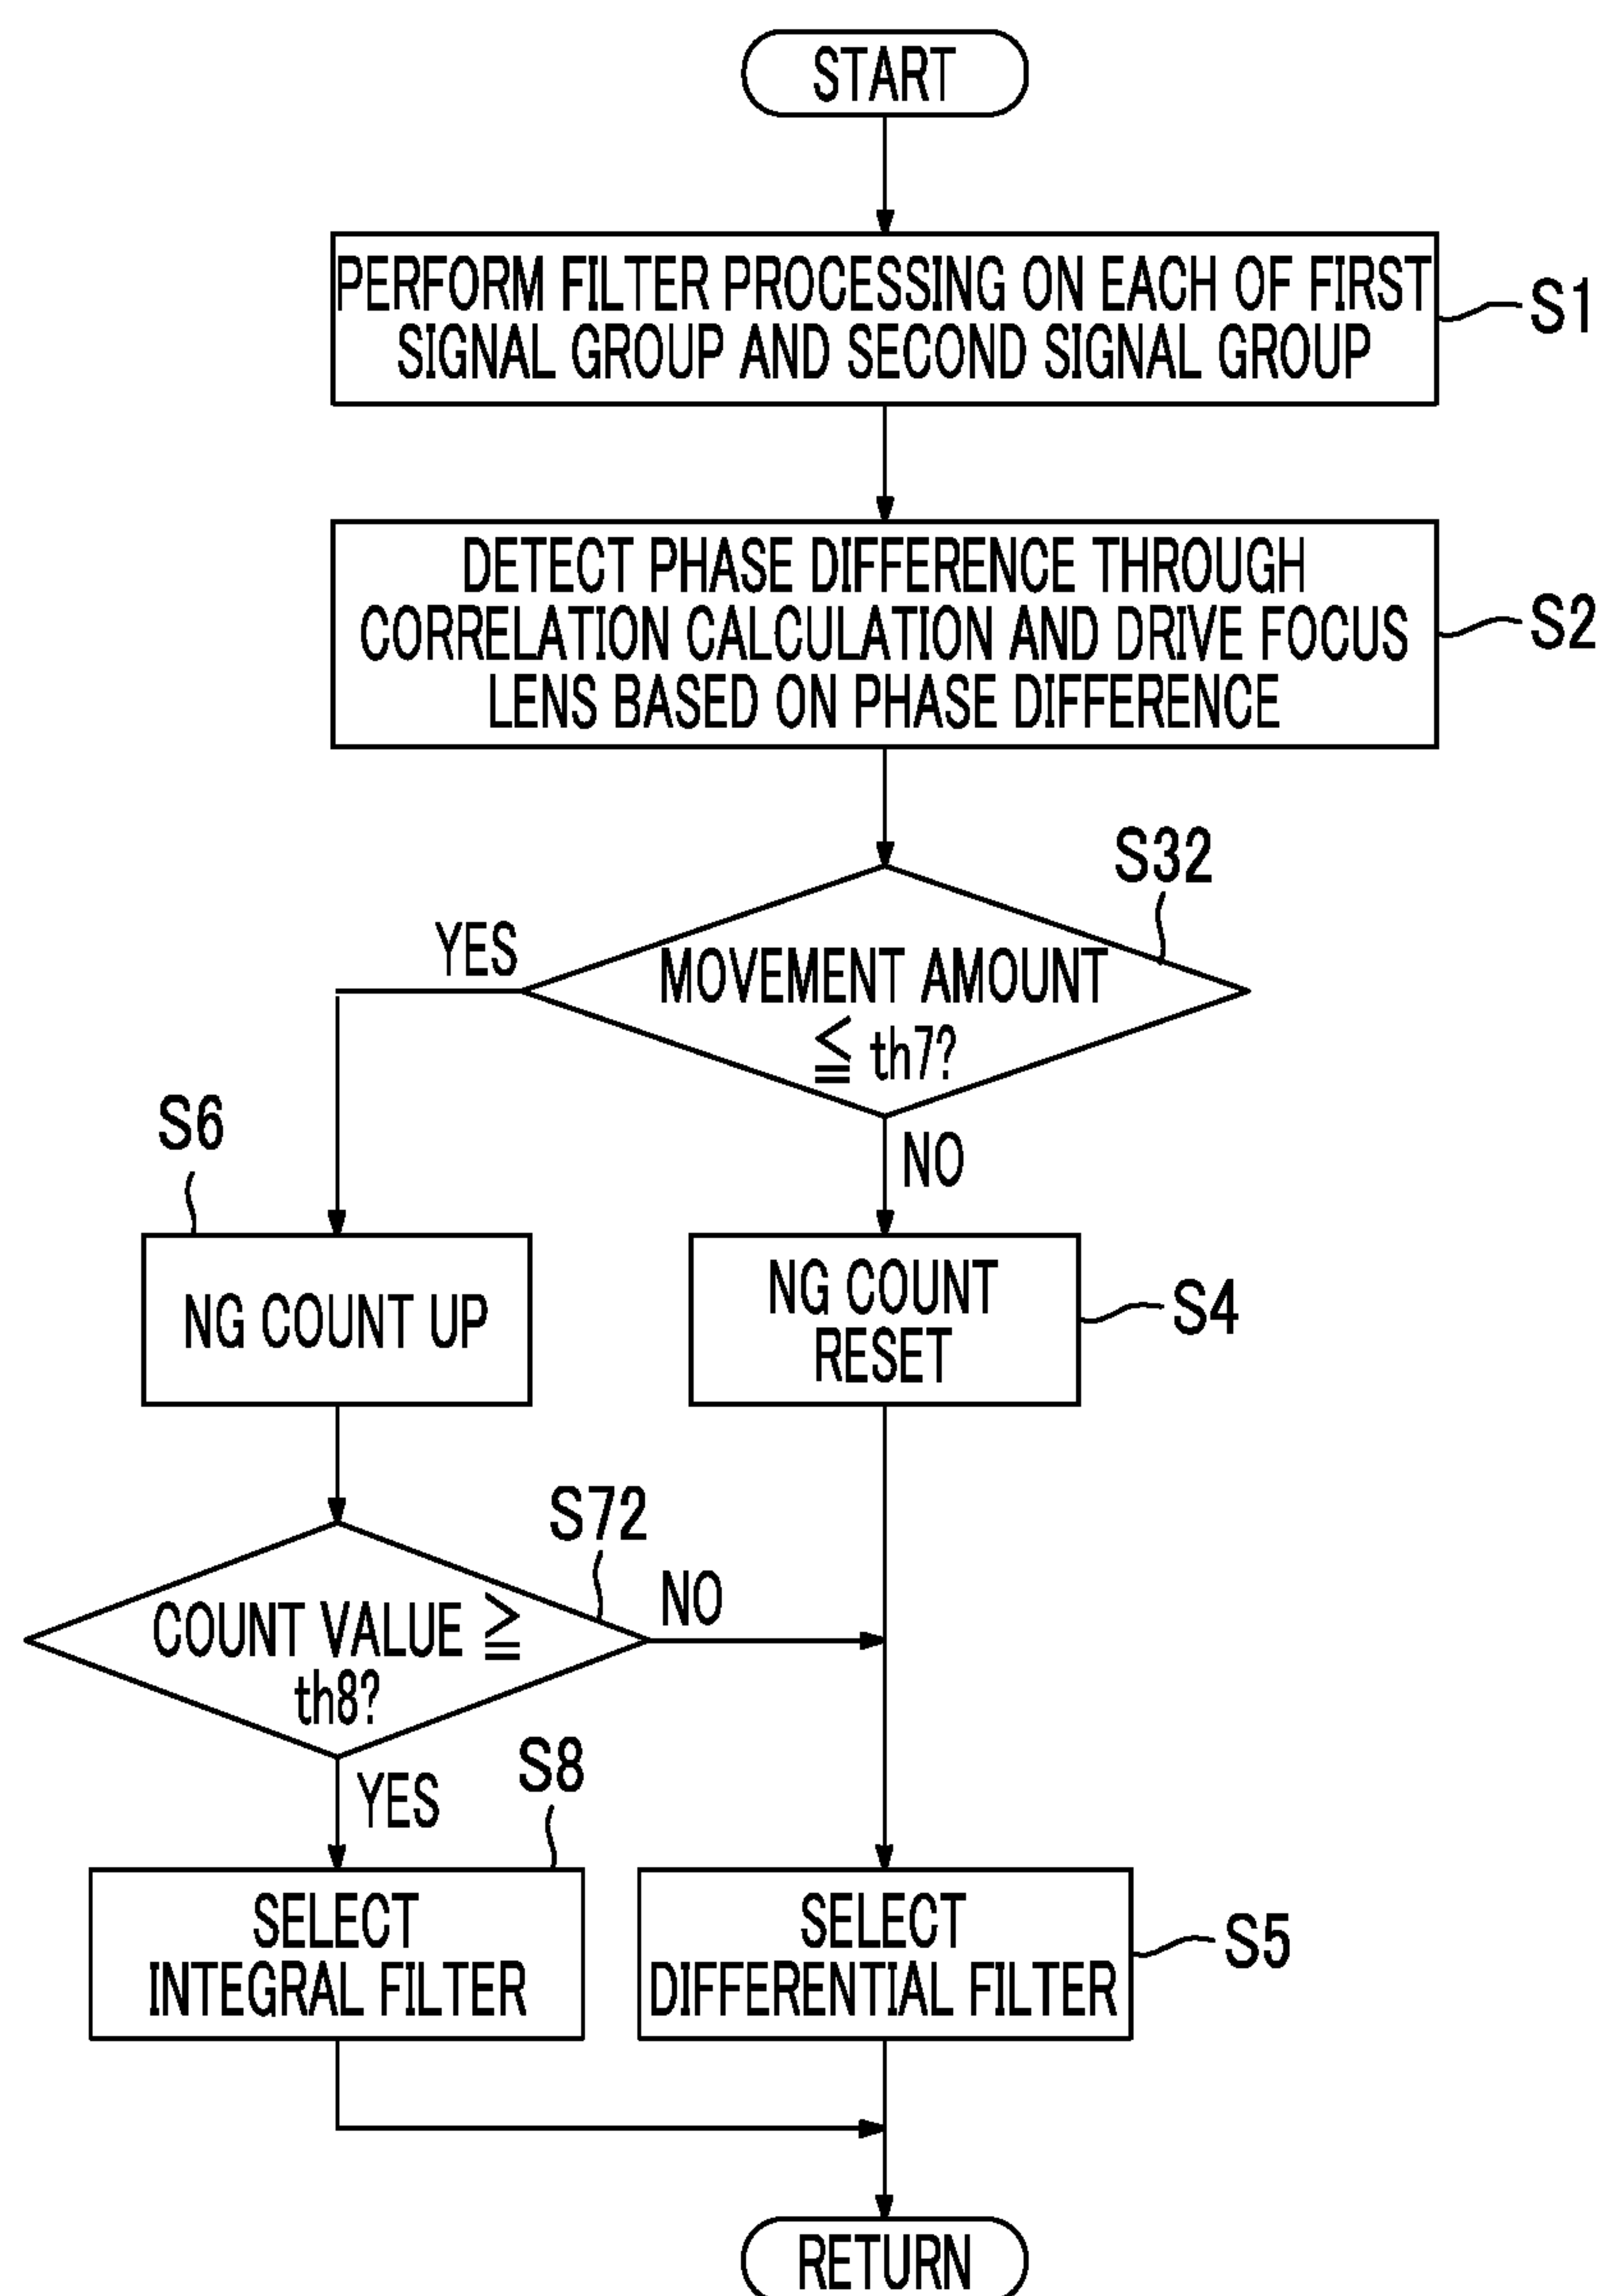 START
PERFORM FILTER PROCESSING ON EACH OF FIRST
SIGNAL GROUP AND SECOND SIGNAL GROUP
S1
DETECT PHASE DIFFERENCE THROUGH
CORRELATION CALCULATION AND DRIVE FOCUS
LENS BASED ON PHASE DIFFERENCE
S2
S32
MOVEMENT AMOUNT
≦ th7?
YES
NO
S6
NG COUNT UP
NG COUNT
RESET
S4
S72
COUNT VALUE ≧
th8?
NO
YES
S8
SELECT
INTEGRAL FILTER
SELECT
DIFFERENTIAL FILTER
S5
RETURN